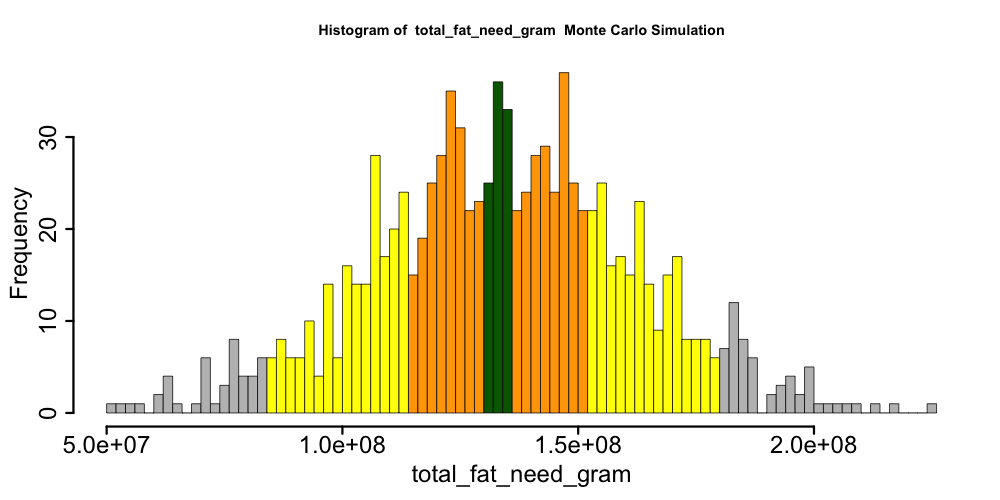 Histogram of  total_fat_need_gram  Monte Carlo Simulation
Frequency
30
20
10
0
5.0e+07 1.0e+08 1.5e+08 2.0e+08
total_fat_need_gram